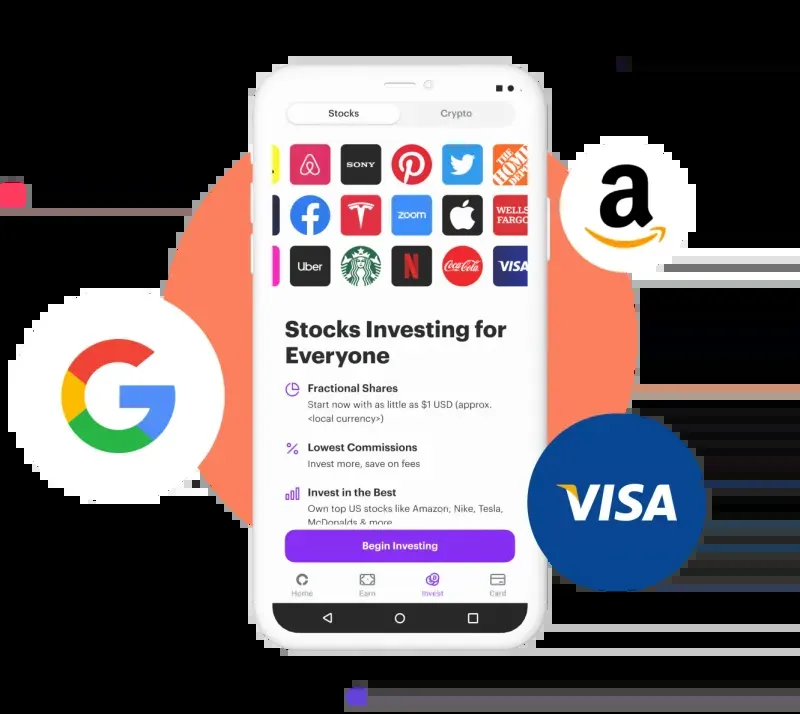 Stocks
Crypto
SONY
THE HOME DEPOT
zoom
WELLS FARGO
Uber
Coca-Cola
VISA
a
G
Stocks Investing for
Everyone
Fractional Shares
Start now with as little as $1 USD (approx.
<local currency>)
Lowest Commissions
Invest more, save on fees
Invest in the Best
Own top US stocks like Amazon, Nike, Tesla,
McDonalds & more
VISA
Begin Investing
Home
Earn
Invest
Card